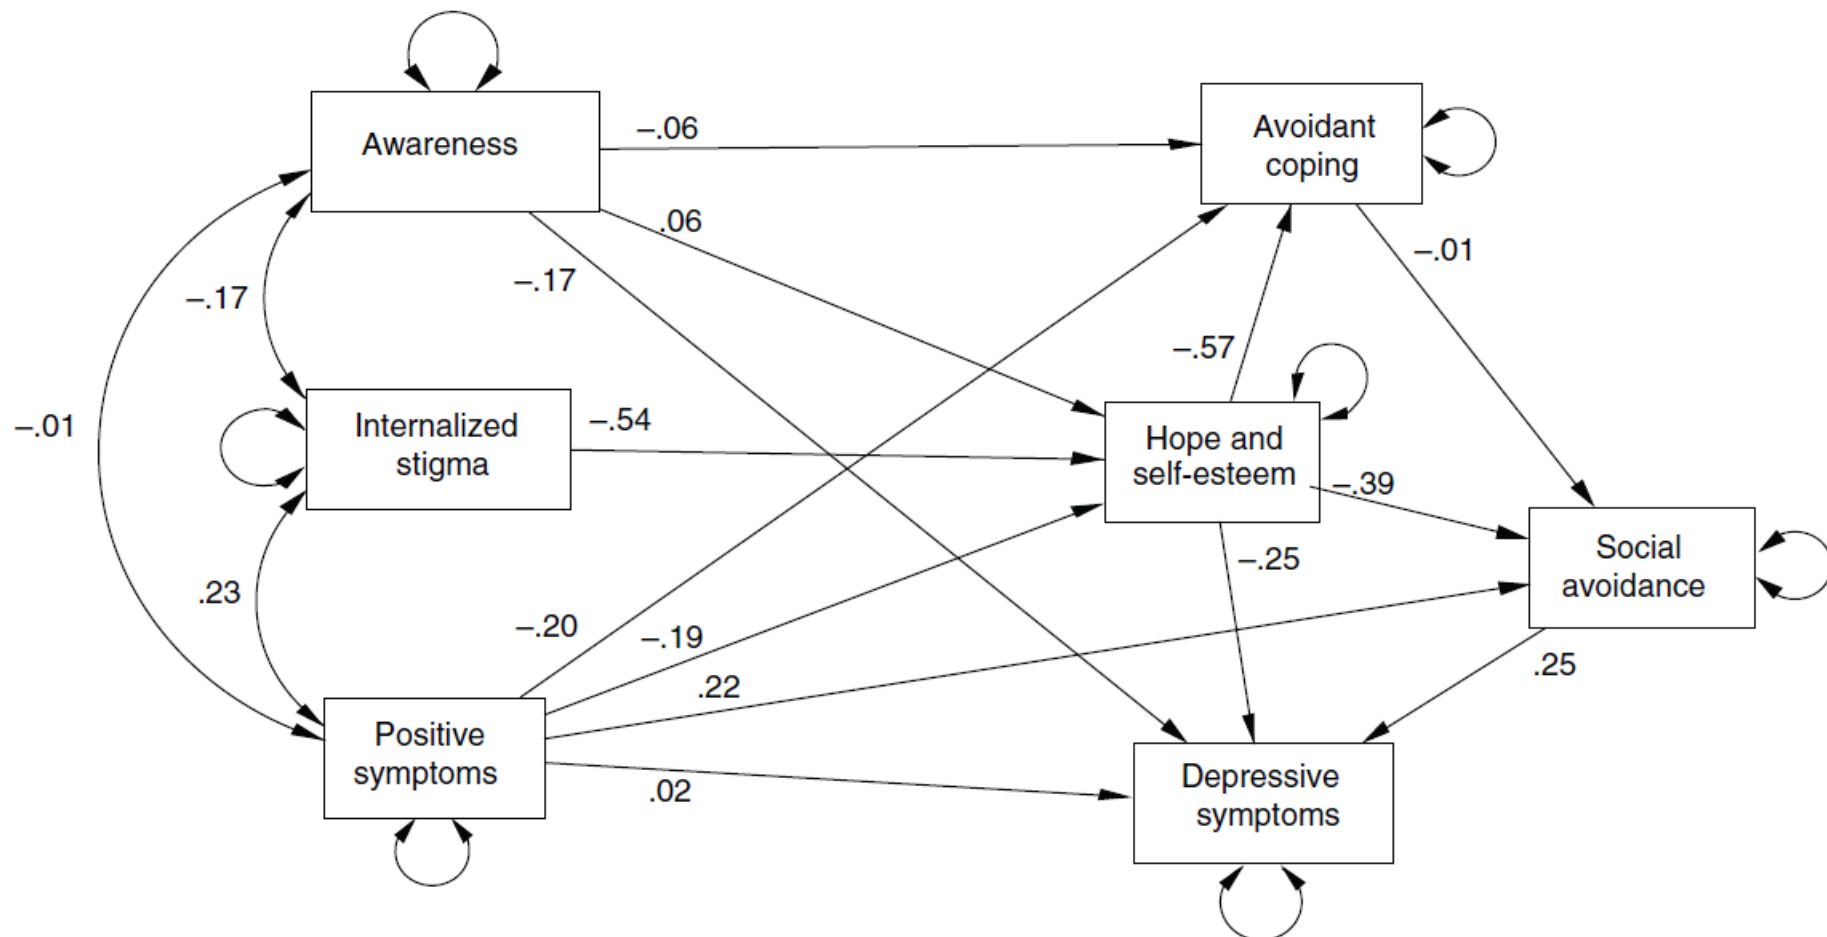 Awareness
–.06
Avoidant
coping
.06
–.17
–.17
–.01
–.57
–.01
Internalized
stigma
–.54
Hope and
self-esteem
–.39
–.25
Social
avoidance
.23
–.20
–.19
.22
.25
Positive
symptoms
.02
Depressive
symptoms